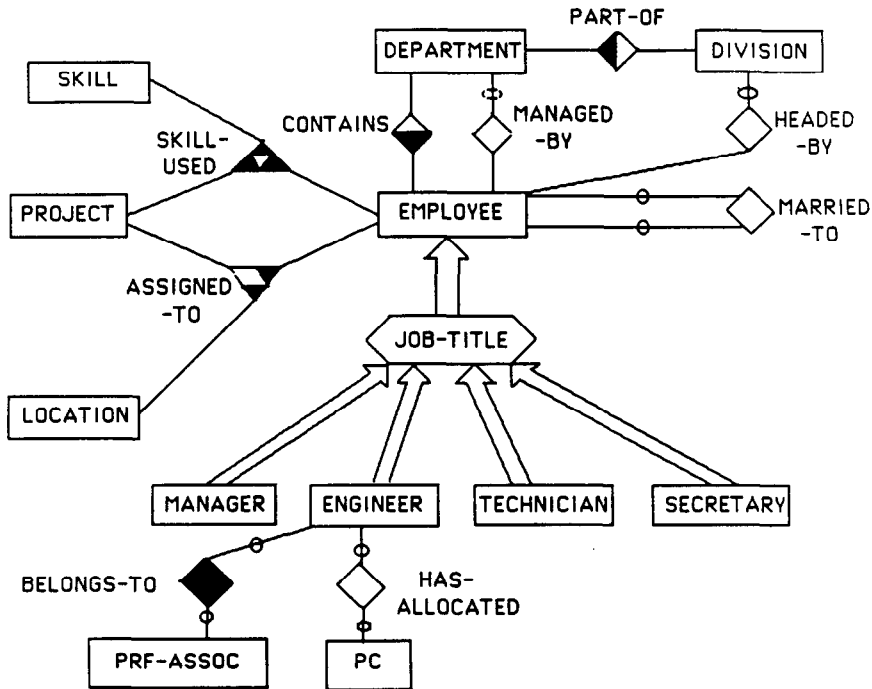 PART-OF
DEPARTMENT
DIVISION
SKILL
CONTAINS
MANAGED
-BY
HEADED
-BY
SKILL-
USED
PROJECT
EMPLOYEE
MARRIED
-TO
ASSIGNED
-TO
JOB-TITLE
LOCATION
MANAGER
ENGINEER
TECHNICIAN
SECRETARY
BELONGS-TO
HAS-
ALLOCATED
PRF-ASSOC
PC